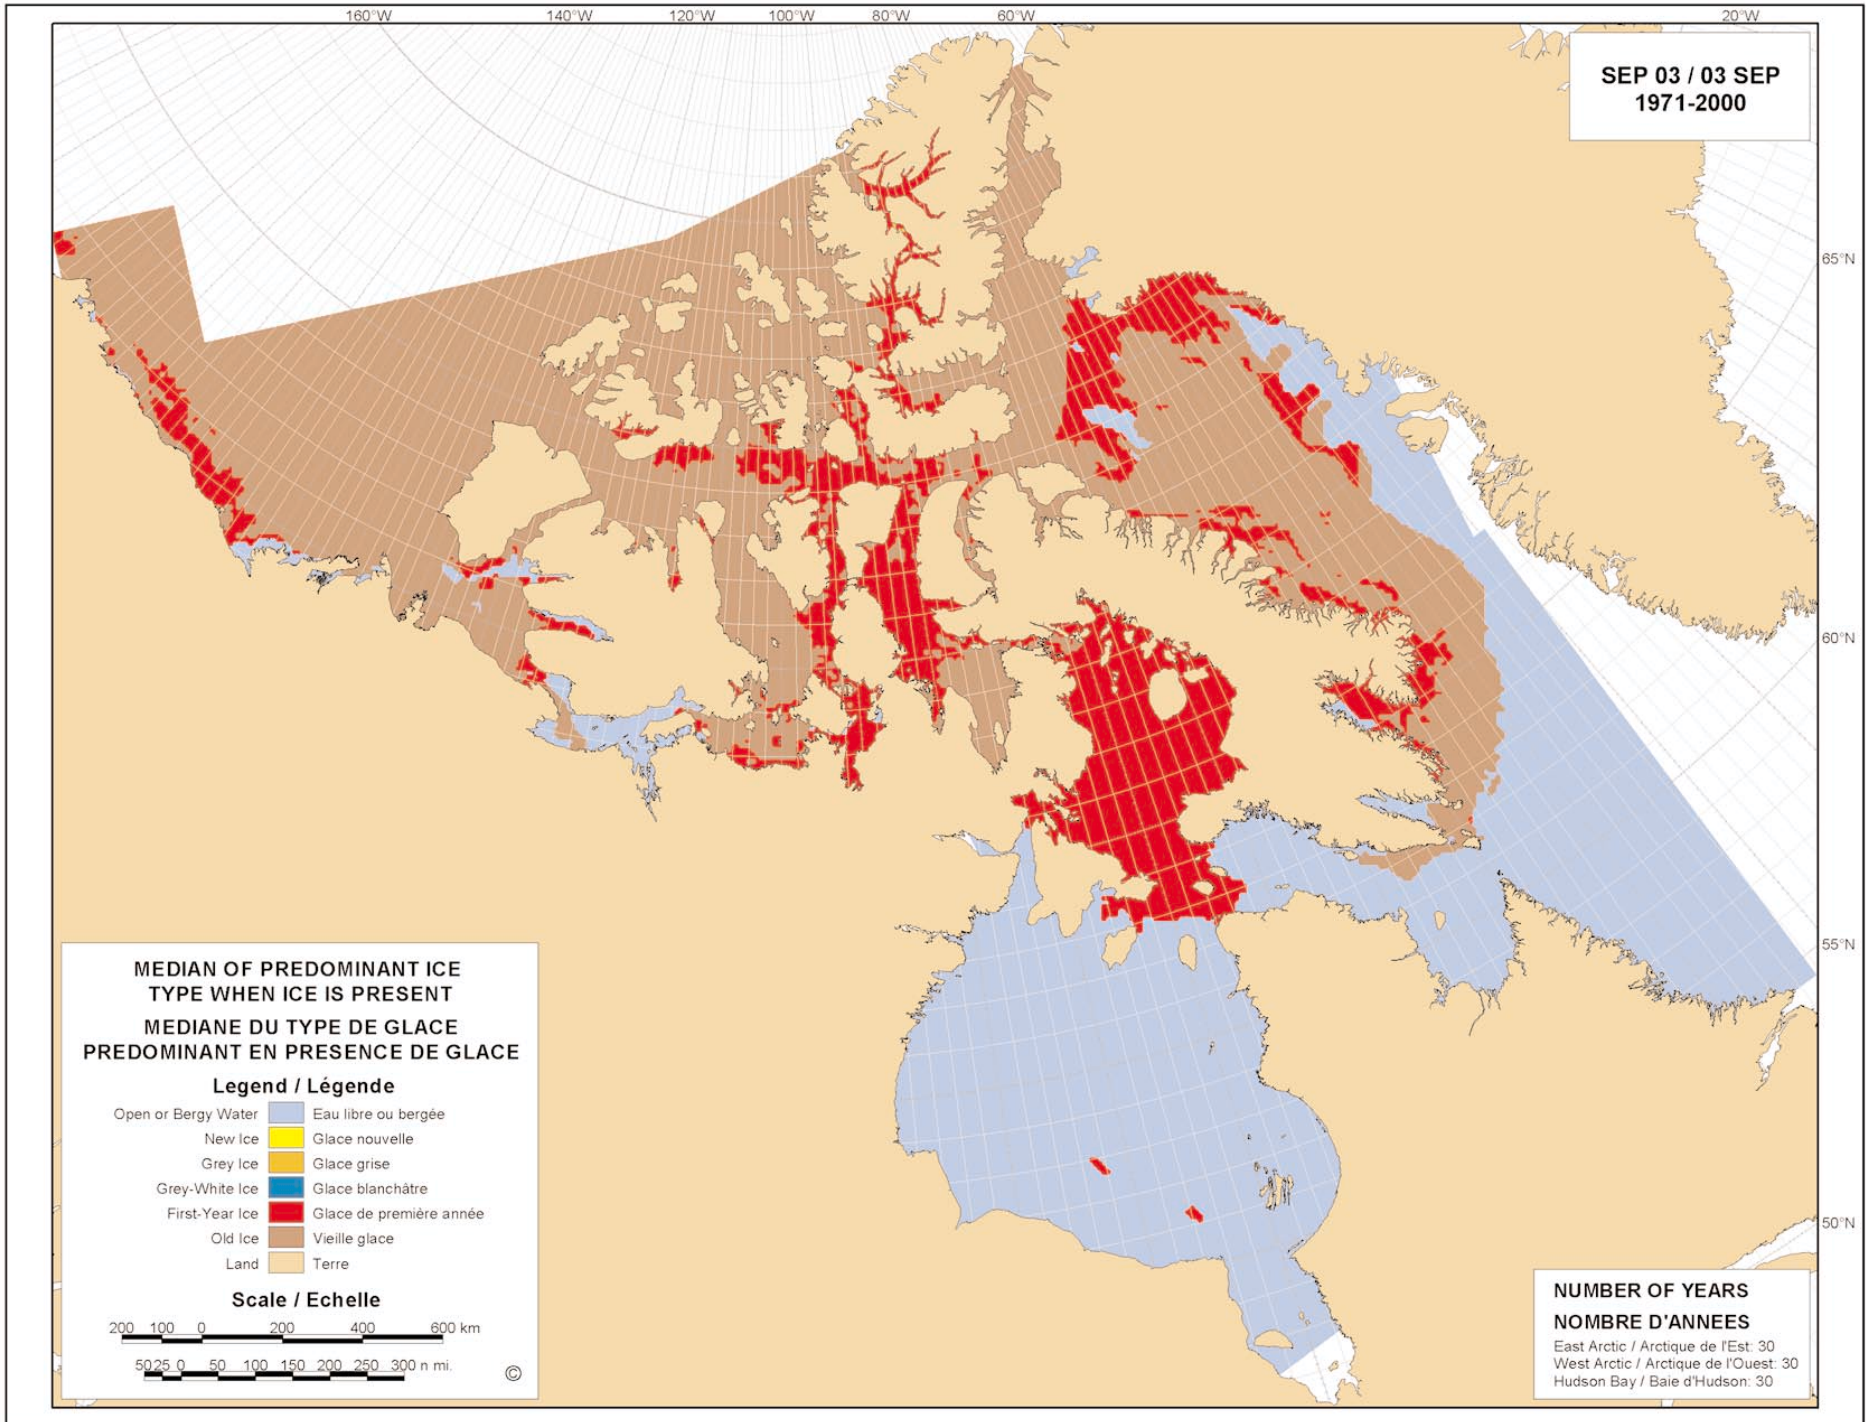 160°W 140°W 120°W 100°W 80°W 60°W 20°W
SEP 03 / 03 SEP
1971-2000
65°N
60°N
55°N
50°N
MEDIAN OF PREDOMINANT ICE
TYPE WHEN ICE IS PRESENT
MEDIANE DU TYPE DE GLACE
PREDOMINANT EN PRESENCE DE GLACE
Legend / Légende
Open or Bergy Water Eau libre ou bergée
New Ice Glace nouvelle
Grey Ice Glace grise
Grey-White Ice Glace blanchâtre
First-Year Ice Glace de première année
Old Ice Vieille glace
Land Terre
Scale / Echelle
200 100 0 200 400 600 km
50 25 0 50 100 150 200 250 300 n mi.
©
NUMBER OF YEARS
NOMBRE D'ANNEES
East Arctic / Arctique de l'Est: 30
West Arctic / Arctique de l'Ouest: 30
Hudson Bay / Baie d'Hudson: 30